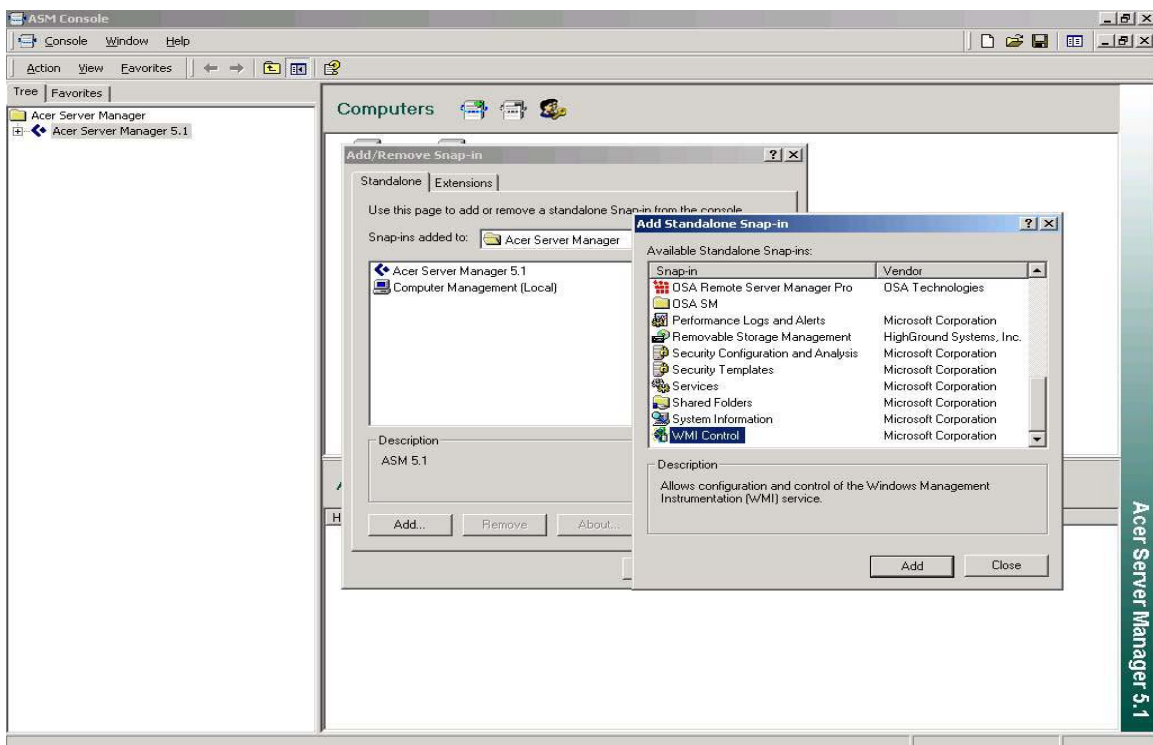 ASM Console
Console Window Help
Action View Favorites
Tree Favorites
Acer Server Manager
Acer Server Manager 5.1
Computers
Add/Remove Snap-in
Standalone Extensions
Use this page to add or remove a standalone Snap-in from the console.
Snap-ins added to: Acer Server Manager
Acer Server Manager 5.1
Computer Management (Local)
Description
ASM 5.1
Add... Remove About...
Add Standalone Snap-in
Available Standalone Snap-ins:
Snap-in Vendor
OSA Remote Server Manager Pro OSA Technologies
OSA SM
Performance Logs and Alerts Microsoft Corporation
Removable Storage Management HighGround Systems, Inc.
Security Configuration and Analysis Microsoft Corporation
Security Templates Microsoft Corporation
Services Microsoft Corporation
Shared Folders Microsoft Corporation
System Information Microsoft Corporation
WMI Control Microsoft Corporation
Description
Allows configuration and control of the Windows Management
Instrumentation (WMI) service.
Add Close
Acer Server Manager 5.1